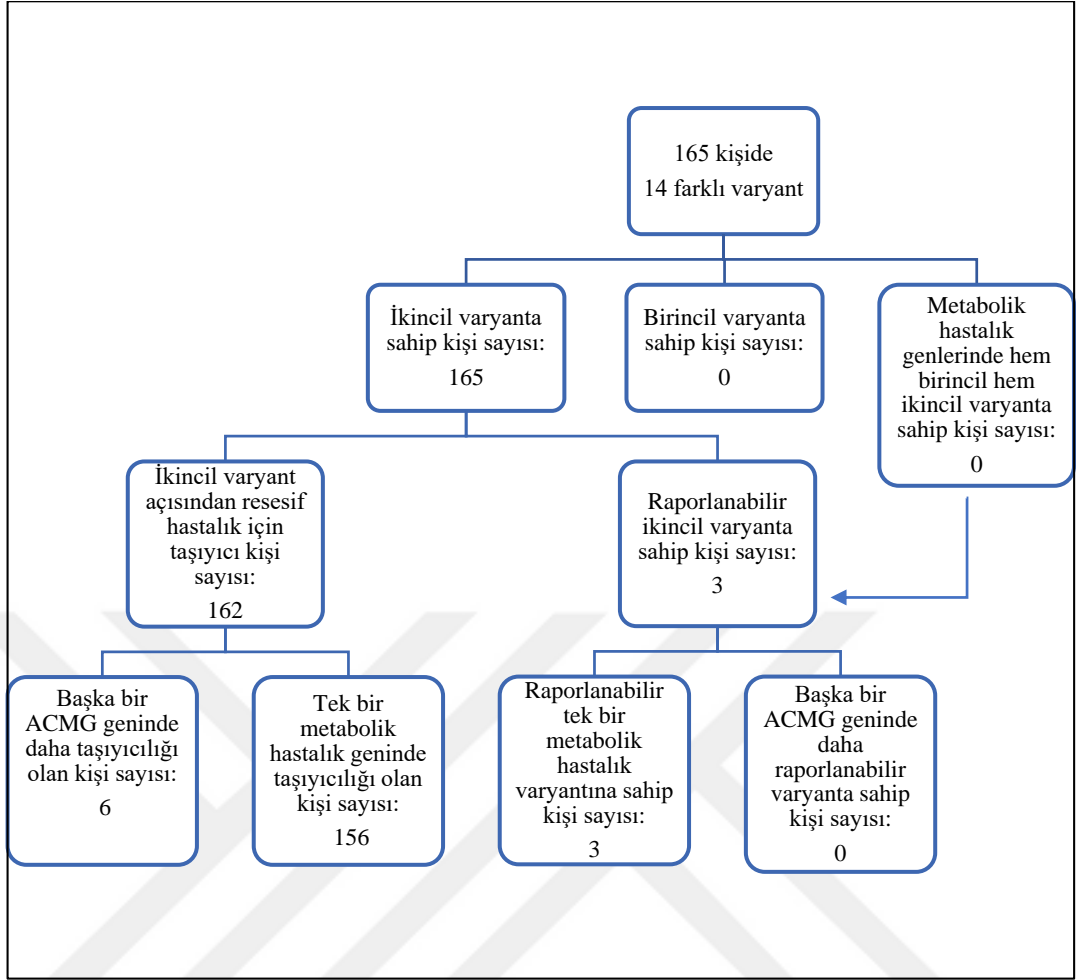 165 kişide
14 farklı varyant
İkincil varyanta
sahip kişi sayısı:
165
Birincil varyanta
sahip kişi sayısı:
0
Metabolik
hastalık
genlerinde hem
birincil hem
ikincil varyanta
sahip kişi sayısı:
0
İkincil varyant
açısından resesif
hastalık için
taşıyıcı kişi
sayısı:
162
Raporlanabilir
ikincil varyanta
sahip kişi sayısı:
3
Başka bir
ACMG geninde
daha taşıyıcılığı
olan kişi sayısı:
6
Tek bir
metabolik
hastalık geninde
taşıyıcılığı olan
kişi sayısı:
156
Raporlanabilir
tek bir
metabolik
hastalık
varyantına sahip
kişi sayısı:
3
Başka bir
ACMG geninde
daha
raporlanabilir
varyanta sahip
kişi sayısı:
0